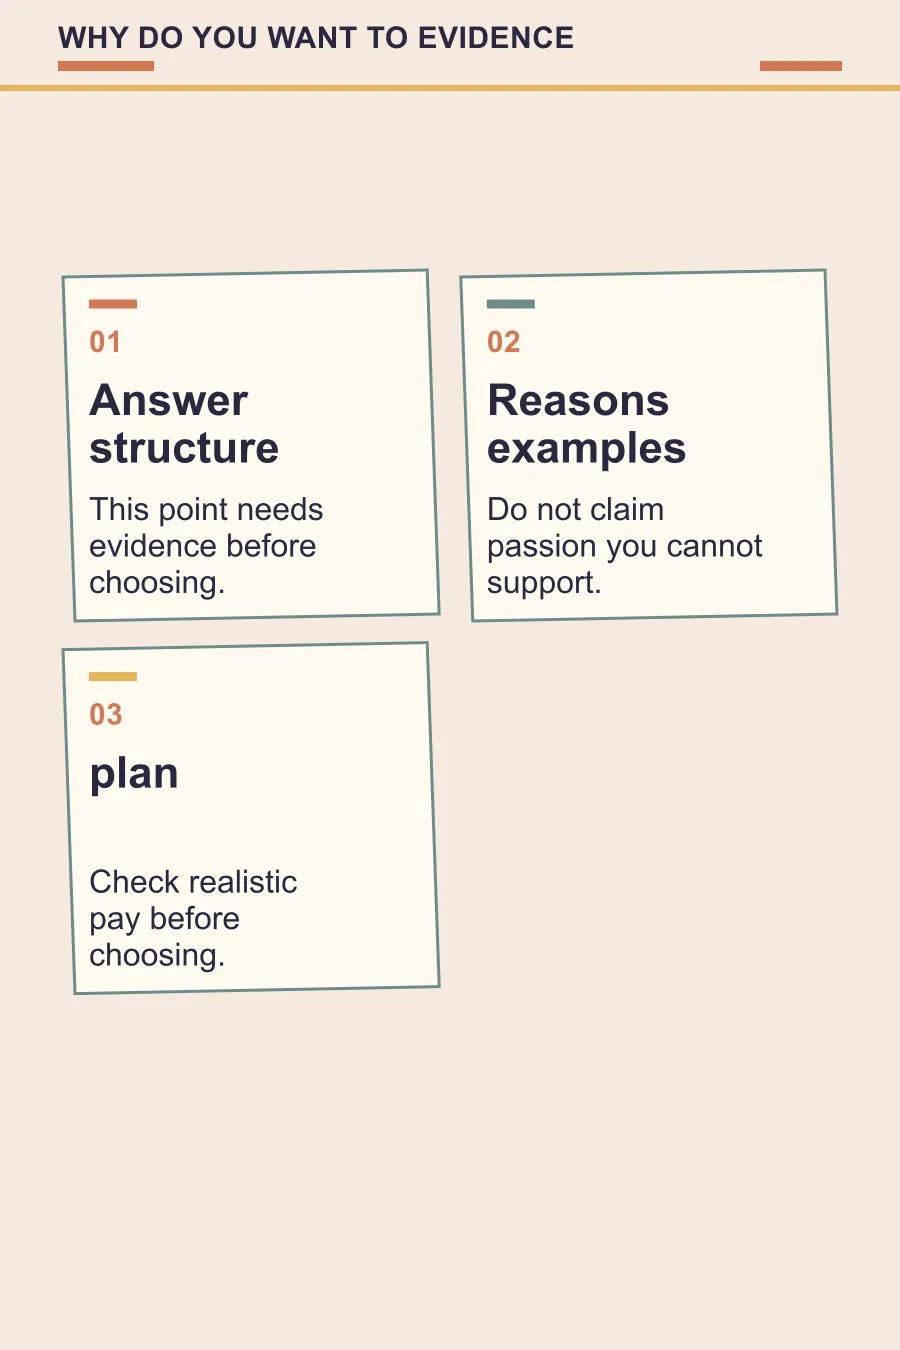 WHY DO YOU WANT TO EVIDENCE
01
Answer
structure
This point needs
evidence before
choosing.
02
Reasons
examples
Do not claim
passion you cannot
support.
03
plan
Check realistic
pay before
choosing.